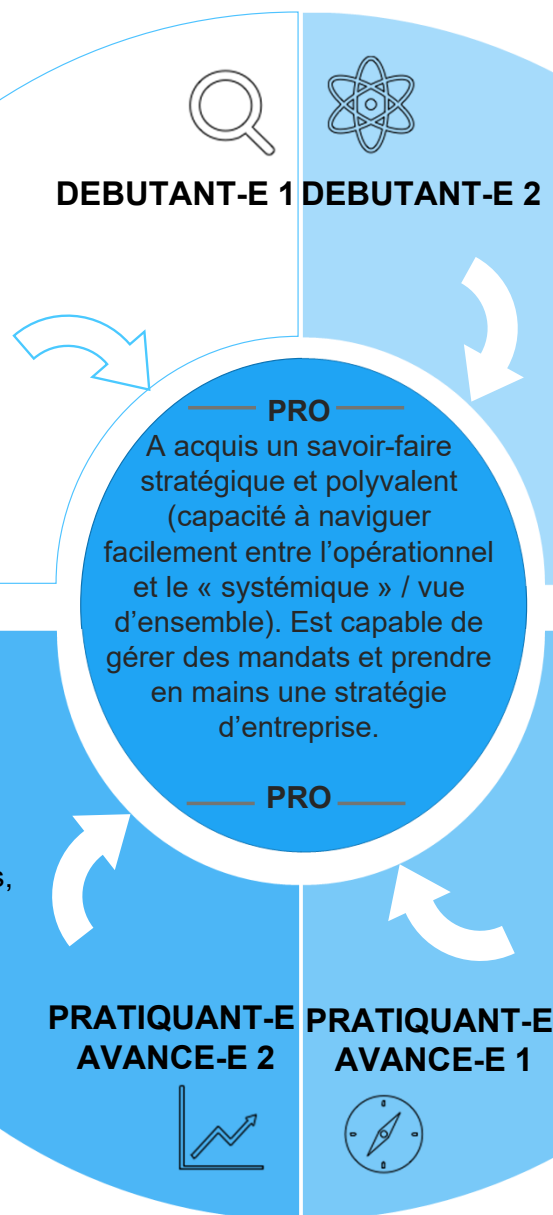 DEBUTANT-E 1
DEBUTANT-E 2
PRO
A acquis un savoir-faire
stratégique et polyvalent
(capacité à naviguer
facilement entre l’opérationnel
et le « systémique » / vue
d’ensemble). Est capable de
gérer des mandats et prendre
en mains une stratégie
d’entreprise.
PRO
s,
PRATIQUANT-E
AVANCE-E 2
PRATIQUANT-E
AVANCE-E 1